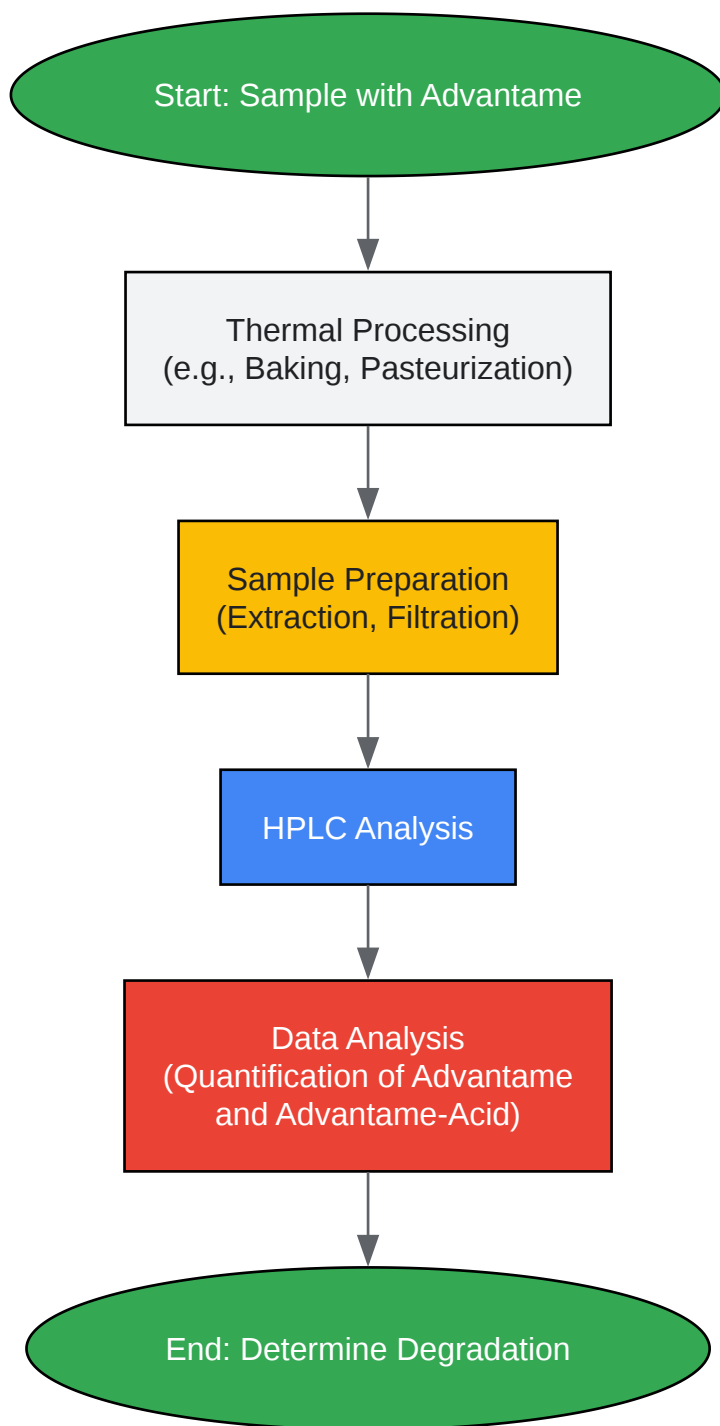 Start: Sample with Advantame
Thermal Processing
(e.g., Baking, Pasteurization)
Sample Preparation
(Extraction, Filtration)
HPLC Analysis
Data Analysis
(Quantification of Advantame
and Advantame-Acid)
End: Determine Degradation